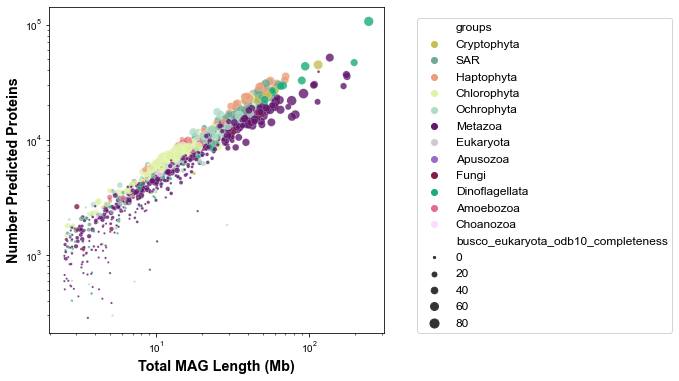 Number Predicted Proteins
10^5
10^4
10^3
10^1
10^2
Total MAG Length (Mb)
groups
Cryptophyta
SAR
Haptophyta
Chlorophyta
Ochrophyta
Metazoa
Eukaryota
Apusozoa
Fungi
Dinoflagellata
Amoebozoa
Choanozoa
busco_eukaryota_odb10_completeness
0
20
40
60
80